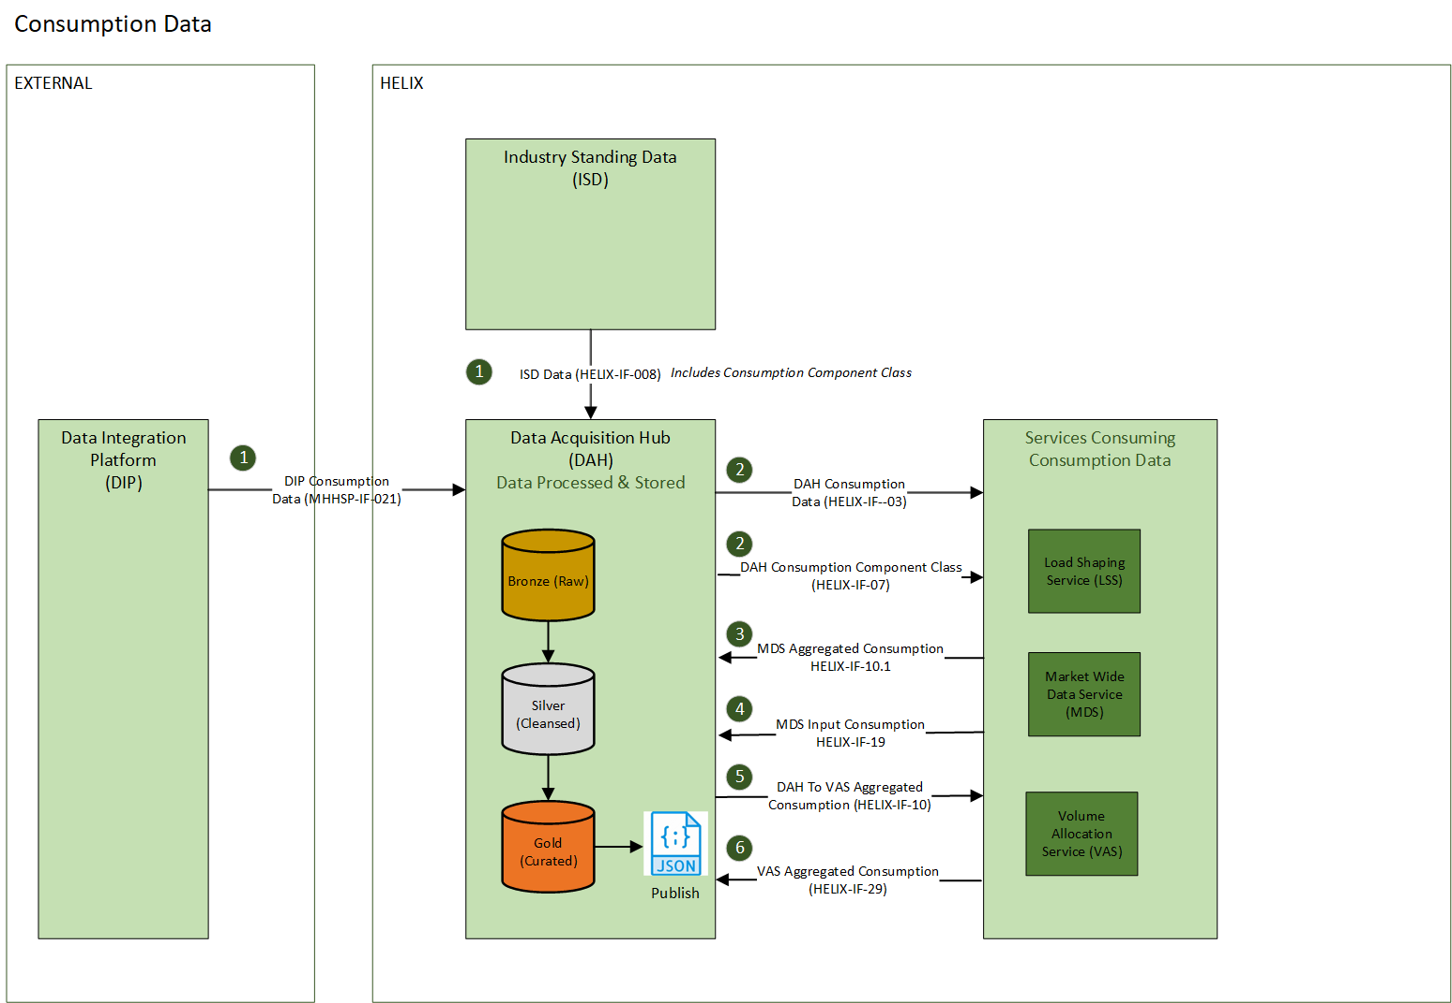 Consumption Data
EXTERNAL
HELIX
Industry Standing Data
(ISD)
1
ISD Data (HELIX-IF-008)
Includes Consumption Component Class
Data Integration
Platform
(DIP)
1
DIP Consumption
Data (MHHSP-IF-021)
Data Acquisition Hub
(DAH)
Data Processed & Stored
Bronze (Raw)
Silver
(Cleansed)
Gold
(Curated)
{;}
JSON
Publish
2
DAH Consumption
Data (HELIX-IF--03)
2
DAH Consumption Component Class
(HELIX-IF-07)
3
MDS Aggregated Consumption
HELIX-IF-10.1
4
MDS Input Consumption
HELIX-IF-19
5
DAH To VAS Aggregated
Consumption (HELIX-IF-10)
6
VAS Aggregated Consumption
(HELIX-IF-29)
Services Consuming
Consumption Data
Load Shaping
Service (LSS)
Market Wide
Data Service
(MDS)
Volume
Allocation
Service (VAS)